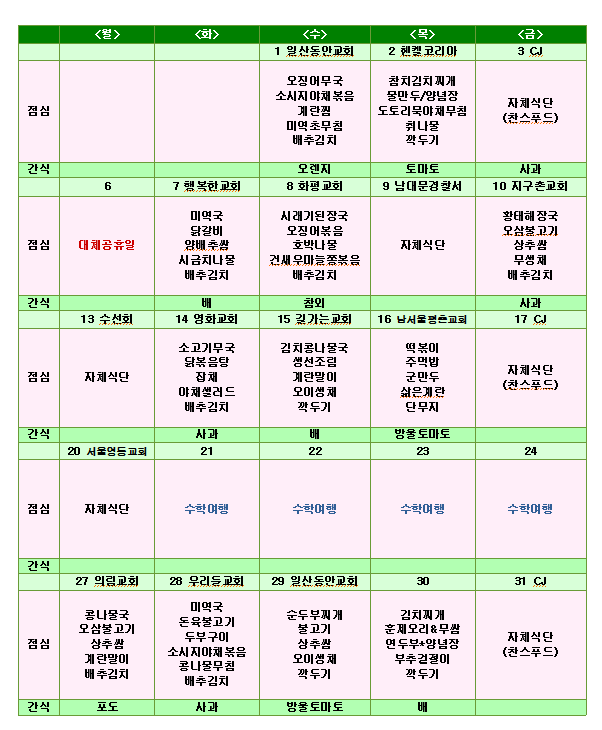 <월> <화> <수> <목> <금>
1 일산동안교회 2 헨켈코리아 3 CJ
점심
오징어무국
소시지야채볶음
계란찜
미역초무침
배추김치
참치김치찌개
물만두/양념장
도토리묵야채무침
취나물
깍두기
자체식단
(찬스푸드)
간식 오렌지 토마토 사과
6 7 행복한교회 8 화평교회 9 남대문경찰서 10 지구촌교회
점심
대체공휴일
미역국
닭갈비
양배추쌈
시금치나물
배추김치
시래기된장국
오징어볶음
호박나물
건새우마늘쫑볶음
배추김치
자체식단
황태해장국
오삼불고기
상추쌈
무생채
배추김치
간식 배 참외 사과
13 수선회 14 영화교회 15 길가는교회 16 남서울평촌교회 17 CJ
점심
자체식단
소고기무국
닭볶음탕
잡채
야채샐러드
배추김치
김치콩나물국
생선조림
계란말이
오이생채
깍두기
떡볶이
주먹밥
군만두
삶은계란
단무지
자체식단
(찬스푸드)
간식 사과 배 방울토마토
20 서울영동교회 21 22 23 24
점심
자체식단
수학여행
수학여행
수학여행
수학여행
간식
27 의림교회 28 우리들교회 29 일산동안교회 30 31 CJ
점심
콩나물국
오삼불고기
상추쌈
계란말이
배추김치
미역국
돈육불고기
두부구이
소시지야채볶음
콩나물무침
배추김치
순두부찌개
불고기
상추쌈
오이생채
깍두기
김치찌개
훈제오리&무쌈
연두부*양념장
부추겉절이
깍두기
자체식단
(찬스푸드)
간식 포도 사과 방울토마토 배